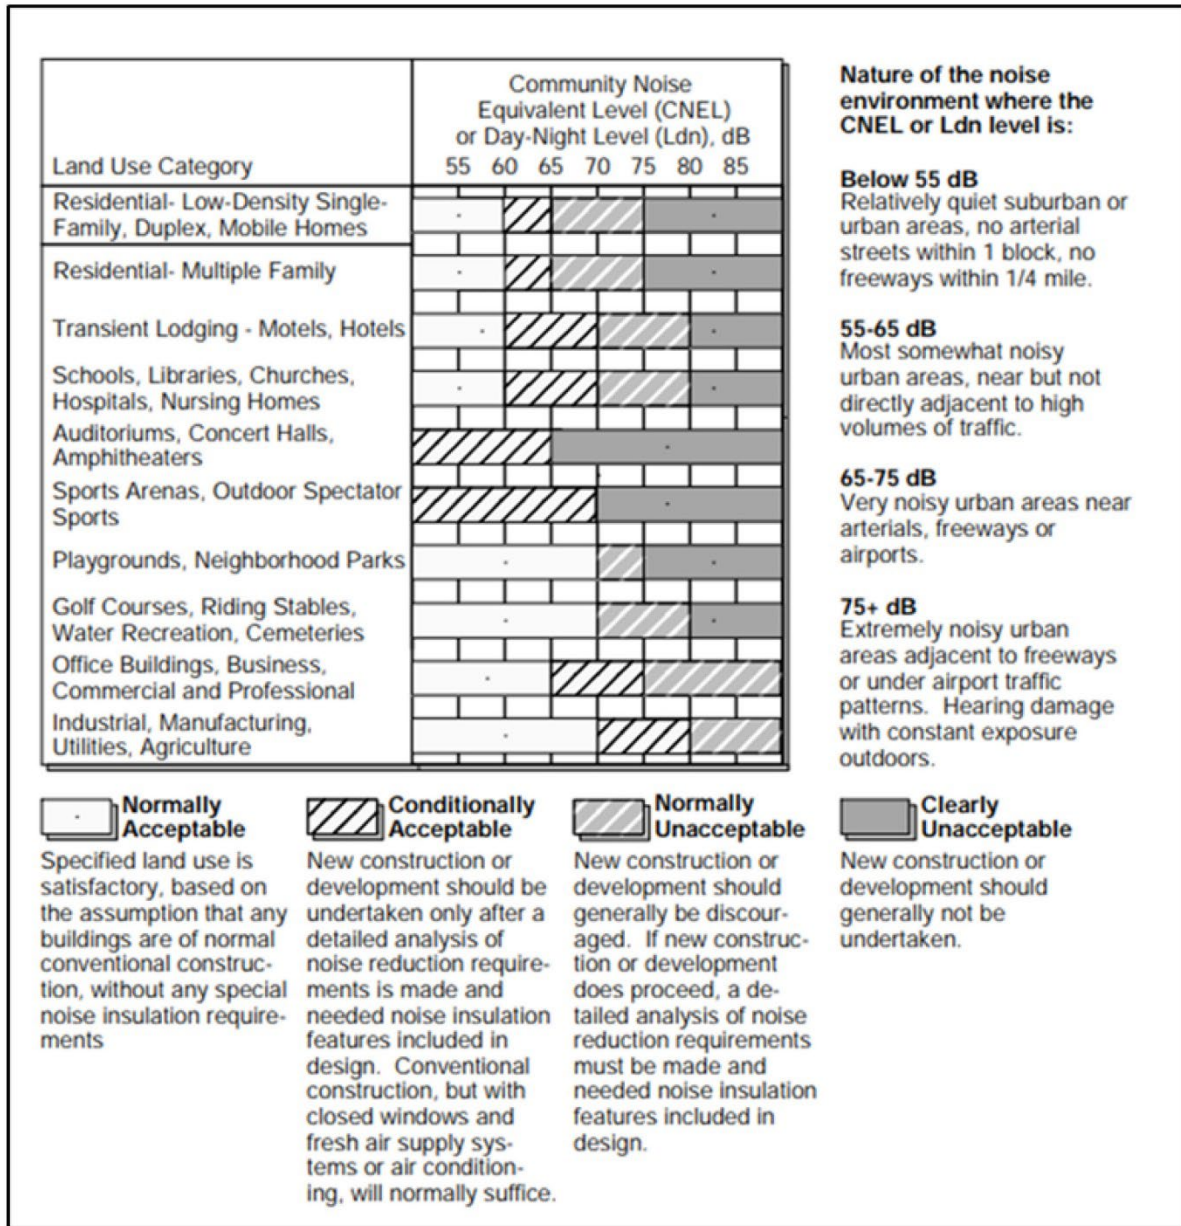 Community Noise
Equivalent Level (CNEL)
or Day-Night Level (Ldn), dB
Land Use Category
55 60 65 70 75 80 85
Residential- Low-Density Single-
Family, Duplex, Mobile Homes
Residential- Multiple Family
Transient Lodging - Motels, Hotels
Schools, Libraries, Churches,
Hospitals, Nursing Homes
Auditoriums, Concert Halls,
Amphitheaters
Sports Arenas, Outdoor Spectator
Sports
Playgrounds, Neighborhood Parks
Golf Courses, Riding Stables,
Water Recreation, Cemeteries
Office Buildings, Business,
Commercial and Professional
Industrial, Manufacturing,
Utilities, Agriculture
Nature of the noise
environment where the
CNEL or Ldn level is:
Below 55 dB
Relatively quiet suburban or
urban areas, no arterial
streets within 1 block, no
freeways within 1/4 mile.
55-65 dB
Most somewhat noisy
urban areas, near but not
directly adjacent to high
volumes of traffic.
65-75 dB
Very noisy urban areas near
arterials, freeways or
airports.
75+ dB
Extremely noisy urban
areas adjacent to freeways
or under airport traffic
patterns. Hearing damage
with constant exposure
outdoors.
Normally
Acceptable
Specified land use is
satisfactory, based on
the assumption that any
buildings are of normal
conventional construc-
tion, without any special
noise insulation require-
ments
Conditionally
Acceptable
New construction or
development should be
undertaken only after a
detailed analysis of
noise reduction require-
ments is made and
needed noise insulation
features included in
design. Conventional
construction, but with
closed windows and
fresh air supply sys-
tems or air condition-
ing, will normally suffice.
Normally
Unacceptable
New construction or
development should
generally be discour-
aged. If new construc-
tion or development
does proceed, a de-
tailed analysis of noise
reduction requirements
must be made and
needed noise insulation
features included in
design.
Clearly
Unacceptable
New construction or
development should
generally not be
undertaken.